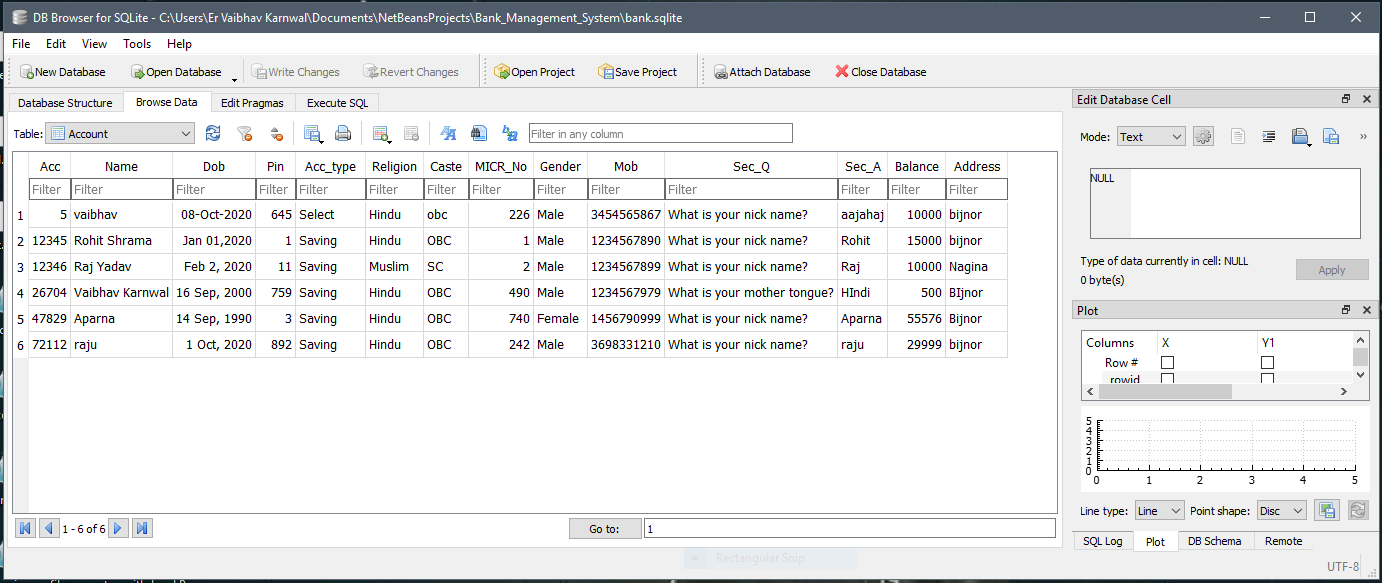 DB Browser for SQLite - C:\Users\Er Vaibhav Karnwal\Documents\NetBeansProjects\Bank_Management_System\bank.sqlite
File Edit View Tools Help
New Database Open Database Write Changes Revert Changes Open Project Save Project Attach Database Close Database
Database Structure Browse Data Edit Pragmas Execute SQL
Table: Account Filter in any column
Acc Name Dob Pin Acc_type Religion Caste MICR_No Gender Mob Sec_Q Sec_A Balance Address
Filter Filter Filter Filter Filter Filter Filter Filter Filter Filter Filter Filter Filter Filter
1 5 vaibhav 08-Oct-2020 645 Select Hindu obc 226 Male 3454565867 What is your nick name? aajahaj 10000 bijnor
2 12345 Rohit Shrama Jan 01,2020 1 Saving Hindu OBC 1 Male 1234567890 What is your nick name? Rohit 15000 bijnor
3 12346 Raj Yadav Feb 2, 2020 11 Saving Muslim SC 2 Male 1234567899 What is your nick name? Raj 10000 Nagina
4 26704 Vaibhav Karnwal 16 Sep, 2000 759 Saving Hindu OBC 490 Male 1234567979 What is your mother tongue? HIndi 500 BIjnor
5 47829 Aparna 14 Sep, 1990 3 Saving Hindu OBC 740 Female 1456790999 What is your nick name? Aparna 55576 Bijnor
6 72112 raju 1 Oct, 2020 892 Saving Hindu OBC 242 Male 3698331210 What is your nick name? raju 29999 bijnor
1 - 6 of 6 Go to: 1
Rectangular Snip
Edit Database Cell
Mode: Text
NULL
Type of data currently in cell: NULL
0 byte(s)
Apply
Plot
Columns X Y1
Row #
rowid
5
4
3
2
1
0
0 1 2 3 4 5
Line type: Line Point shape: Disc
SQL Log Plot DB Schema Remote
UTF-8